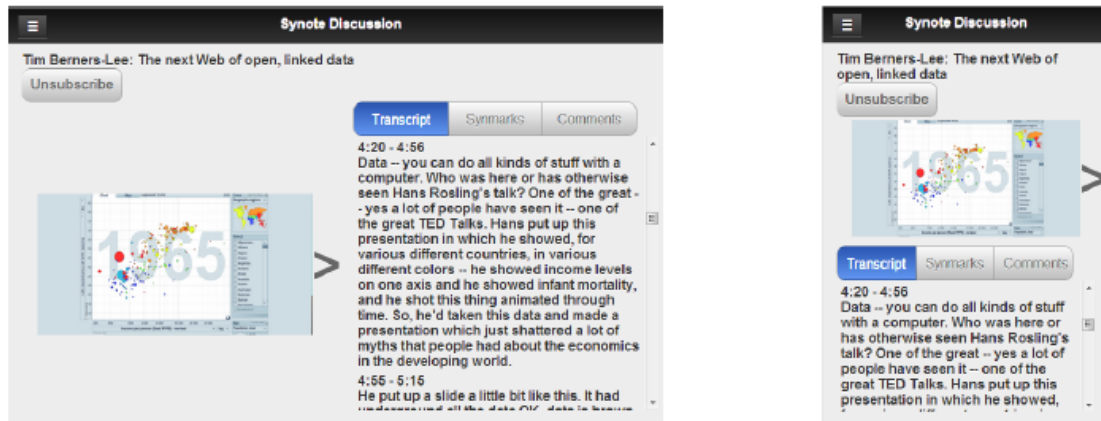 Synote Discussion
Tim Berners-Lee: The next Web of open, linked data
Unsubscribe
1965
>
Transcript Synmarks Comments
4:20 - 4:56
Data -- you can do all kinds of stuff with a
computer. Who was here or has otherwise
seen Hans Rosling's talk? One of the great -
- yes a lot of people have seen it -- one of
the great TED Talks. Hans put up this
presentation in which he showed, for
various different countries, in various
different colors -- he showed income levels
on one axis and he showed infant mortality,
and he shot this thing animated through
time. So, he'd taken this data and made a
presentation which just shattered a lot of
myths that people had about the economics
in the developing world.
4:55 - 5:15
He put up a slide a little bit like this. It had
underground all the data OK, data is brown
Synote Discussion
Tim Berners-Lee: The next Web of
open, linked data
Unsubscribe
1965
>
Transcript Synmarks Comments
4:20 - 4:56
Data -- you can do all kinds of stuff
with a computer. Who was here or
has otherwise seen Hans Rosling's
talk? One of the great -- yes a lot of
people have seen it -- one of the
great TED Talks. Hans put up this
presentation in which he showed,